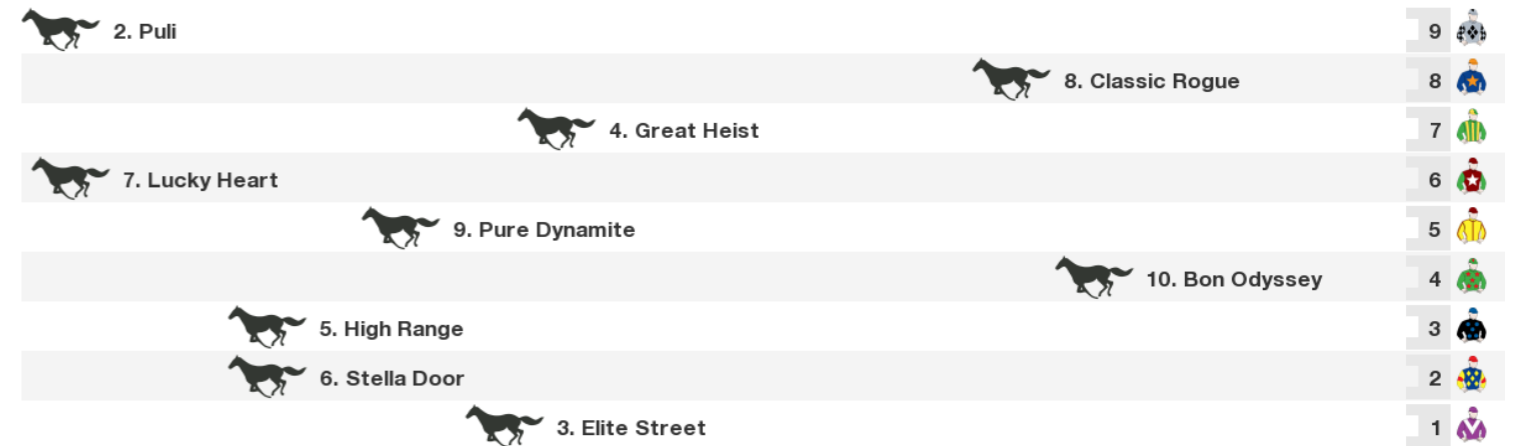 2. Puli 9
8. Classic Rogue 8
4. Great Heist 7
7. Lucky Heart 6
9. Pure Dynamite 5
10. Bon Odyssey 4
5. High Range 3
6. Stella Door 2
3. Elite Street 1